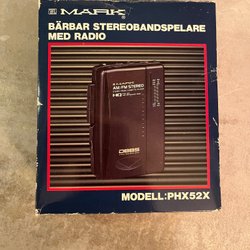 MARK
BÄRBAR STEREOBANDSPELARE
MED RADIO
AM/FM STEREO
DBBS
MODELL:PHX52X